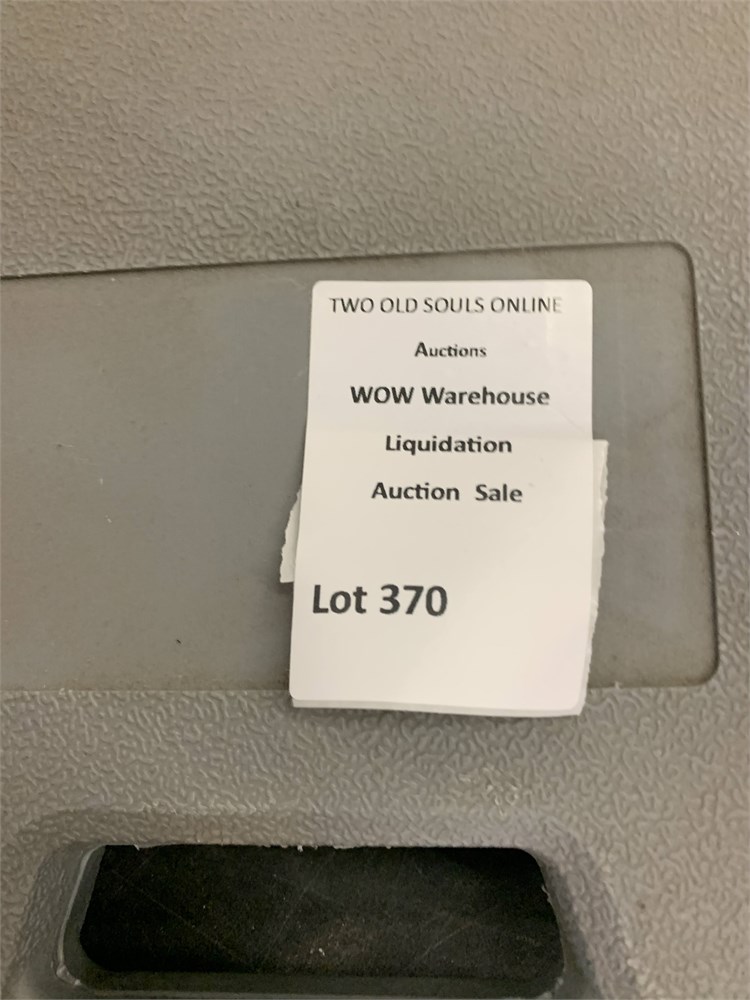 TWO OLD SOULS ONLINE
Auctions
WOW Warehouse
Liquidation
Auction Sale
Lot 370